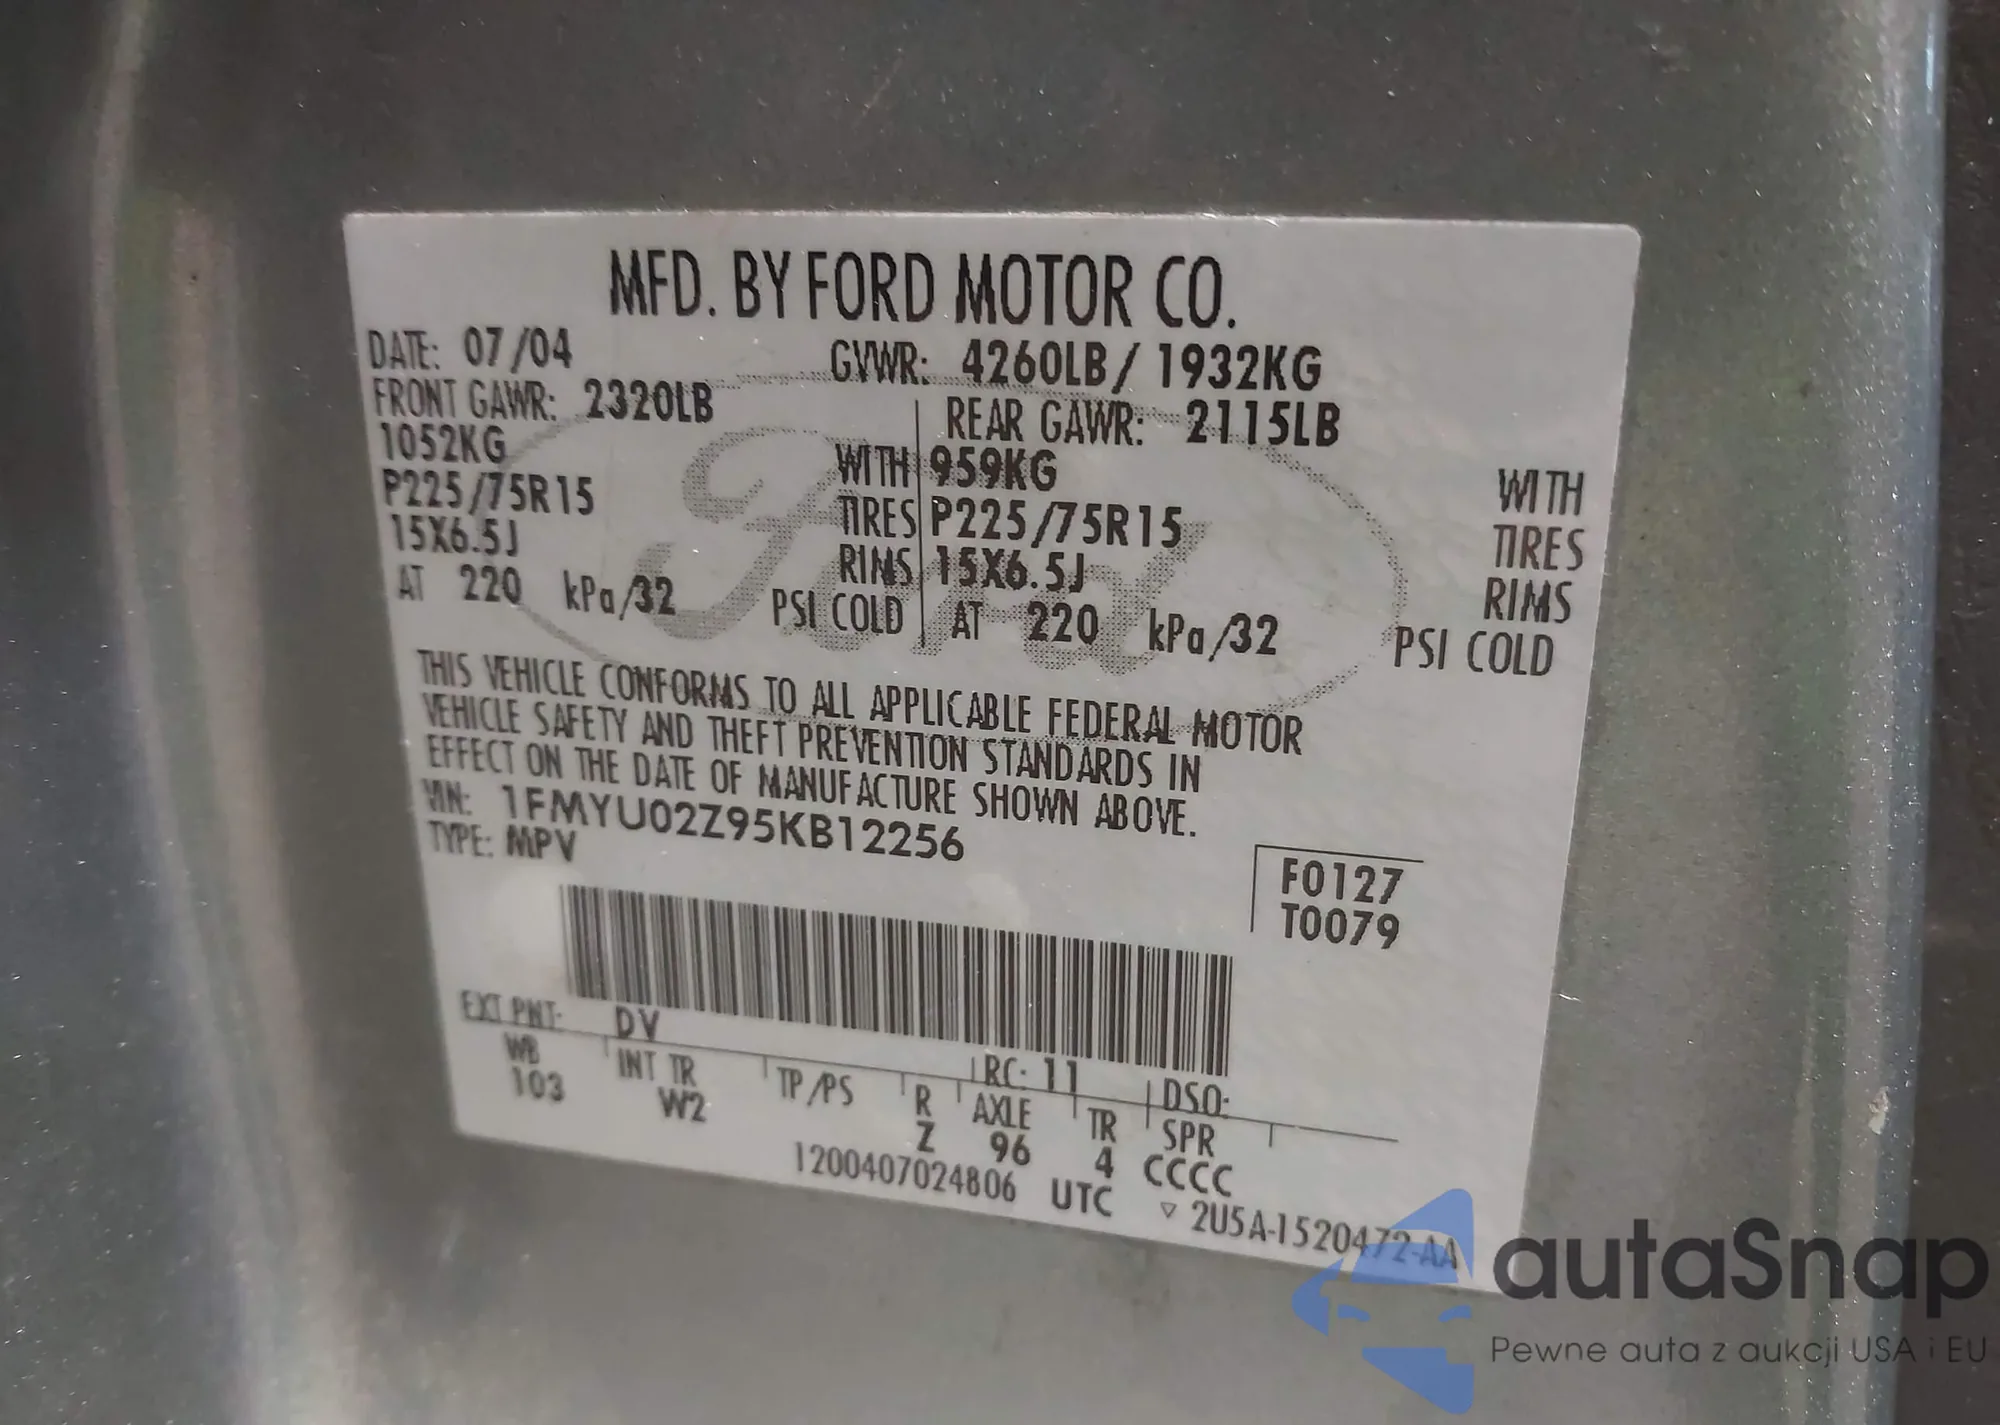 MFD. BY FORD MOTOR CO.
DATE: 07/04 GVWR: 4260LB/ 1932KG
FRONT GAWR: 2320LB REAR GAWR: 2115LB
1052KG WITH 959KG WITH
P225/75R15 TIRES P225/75R15 TIRES
15X6.5J RIMS 15X6.5J RIMS
AT 220 kPa/32 PSI COLD AT 220 kPa/32 PSI COLD
THIS VEHICLE CONFORMS TO ALL APPLICABLE FEDERAL MOTOR
VEHICLE SAFETY AND THEFT PREVENTION STANDARDS IN
EFFECT ON THE DATE OF MANUFACTURE SHOWN ABOVE.
VIN: 1FMYU02Z95KB12256
TYPE: MPV
F0127
T0079
Ford
EXT PNT: DV RC: 11 DSO:
WB INT TR TP/PS R AXLE TR SPR
103 W2 Z 96 4 CCCC
1200407024806 UTC ▽ 2U5A-1520472-AA
autaSnap
Pewne auta z aukcji USA i EU